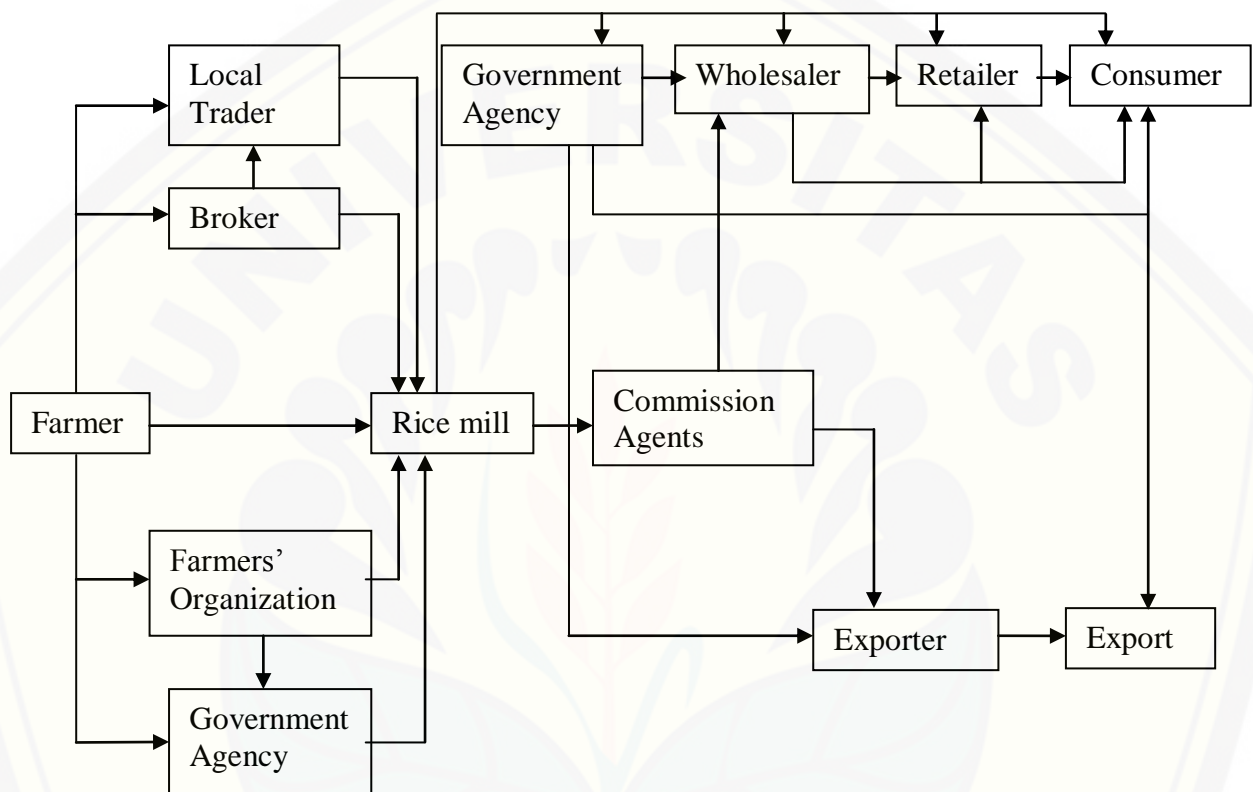 Local
Trader
Government
Agency
Wholesaler
Retailer
Consumer
Broker
Farmer
Rice mill
Commission
Agents
Farmers’
Organization
Exporter
Export
Government
Agency
UNIVERSITAS